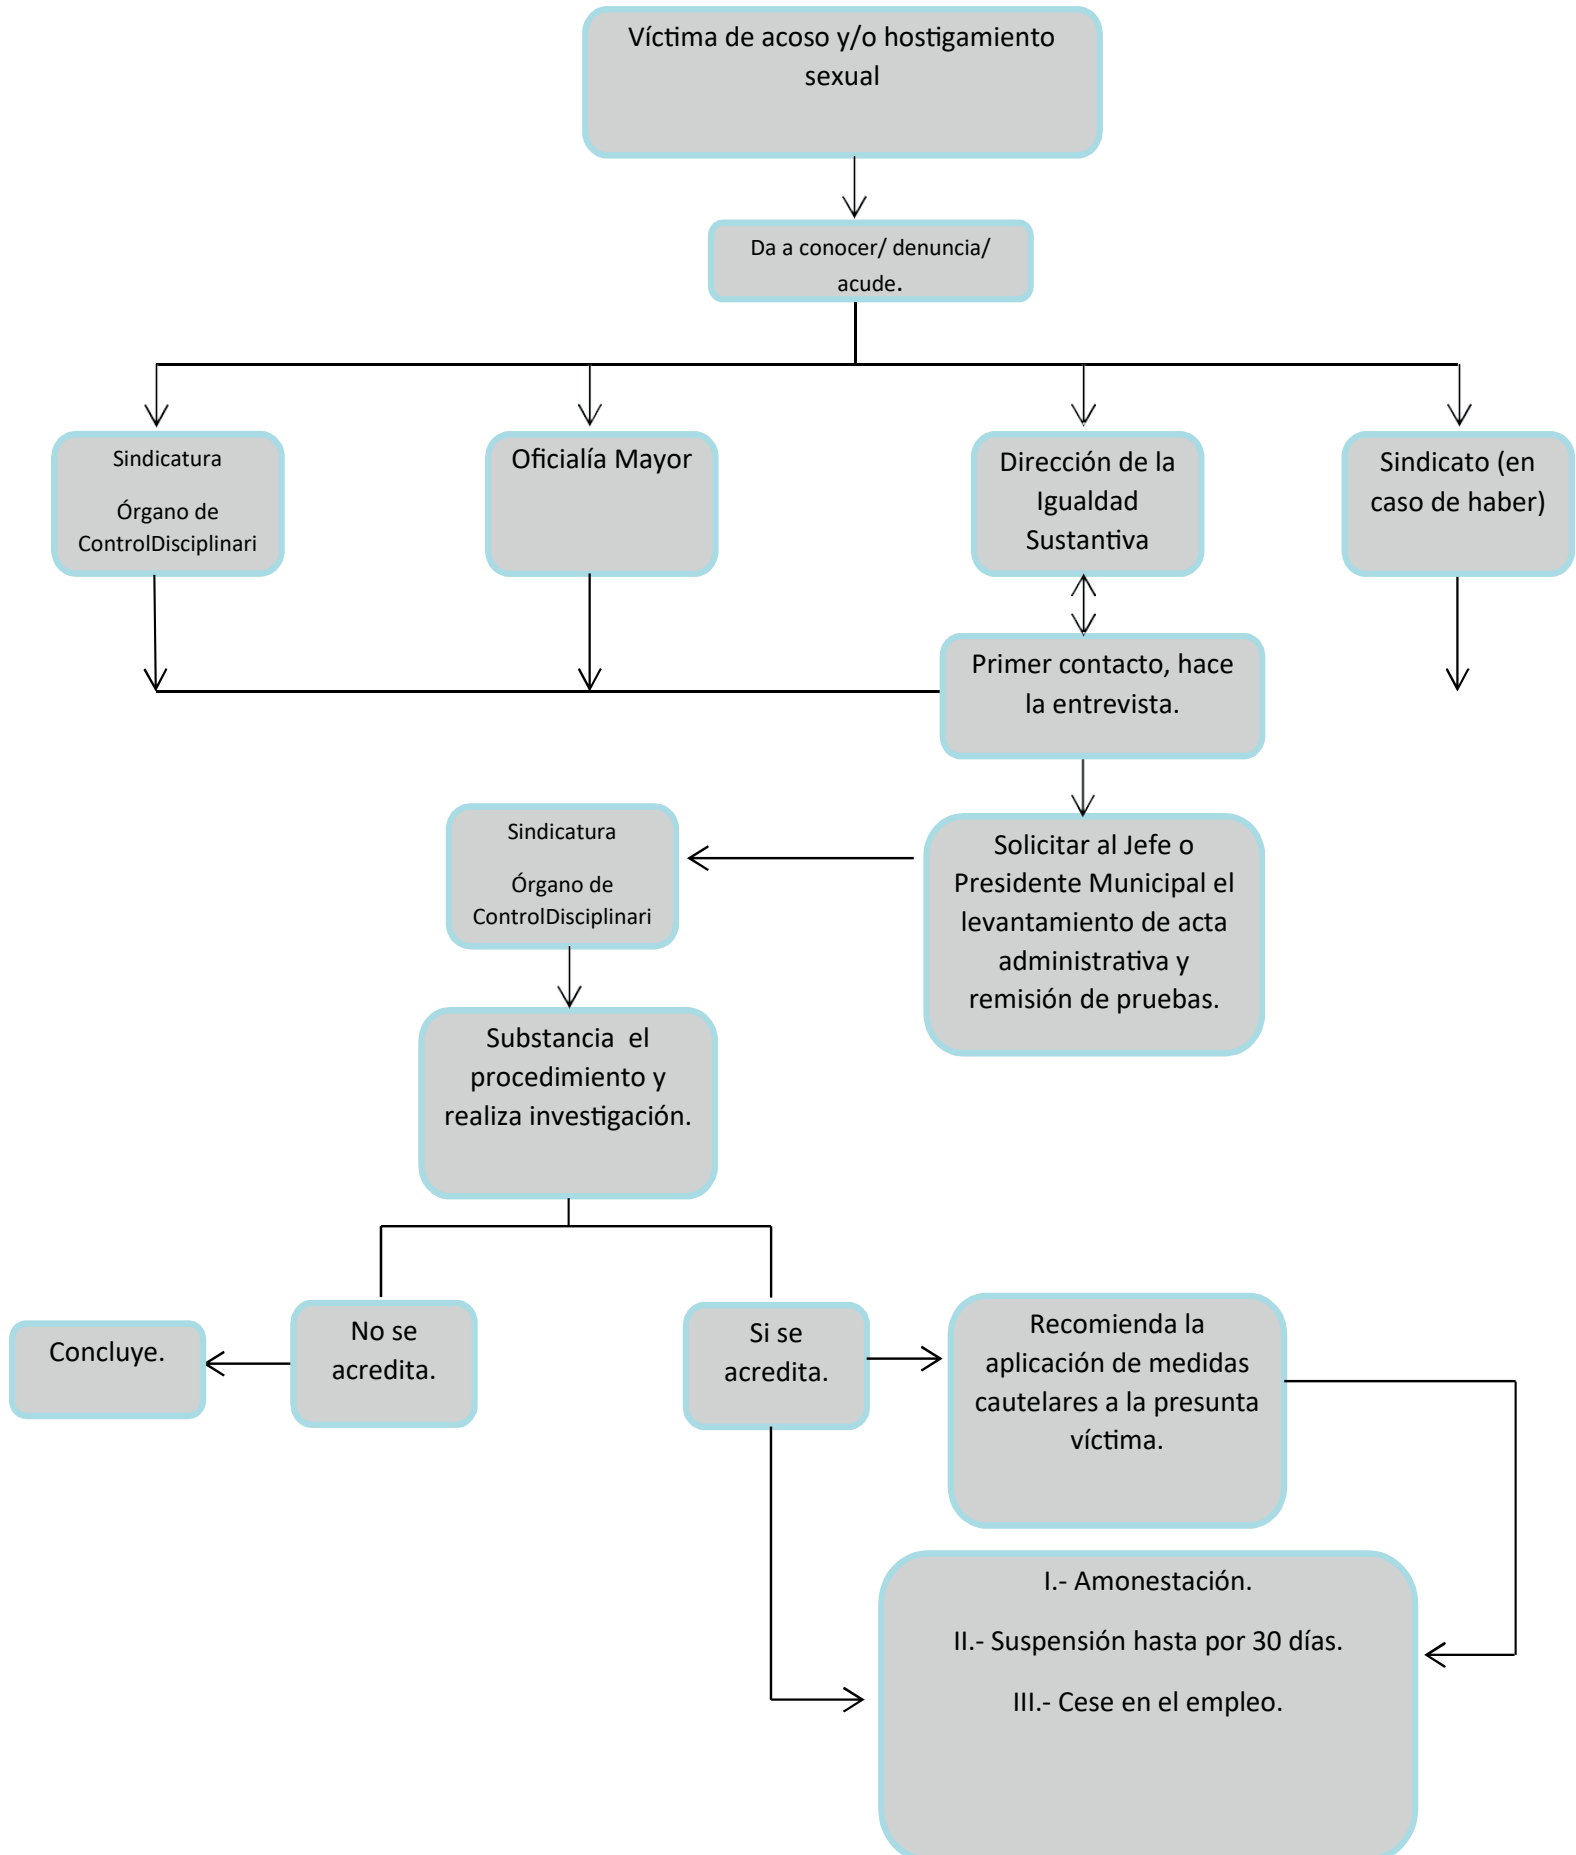 Víctima de acoso y/o hostigamiento
sexual
Da a conocer/ denuncia/
acude.
Sindicatura
Órgano de
ControlDisciplinari
Oficialía Mayor
Dirección de la
Igualdad
Sustantiva
Sindicato (en
caso de haber)
Primer contacto, hace
la entrevista.
Sindicatura
Órgano de
ControlDisciplinari
Solicitar al Jefe o
Presidente Municipal el
levantamiento de acta
administrativa y
remisión de pruebas.
Substancia  el
procedimiento y
realiza investigación.
Concluye.
No se
acredita.
Si se
acredita.
Recomienda la
aplicación de medidas
cautelares a la presunta
víctima.
I.- Amonestación.
II.- Suspensión hasta por 30 días.
III.- Cese en el empleo.